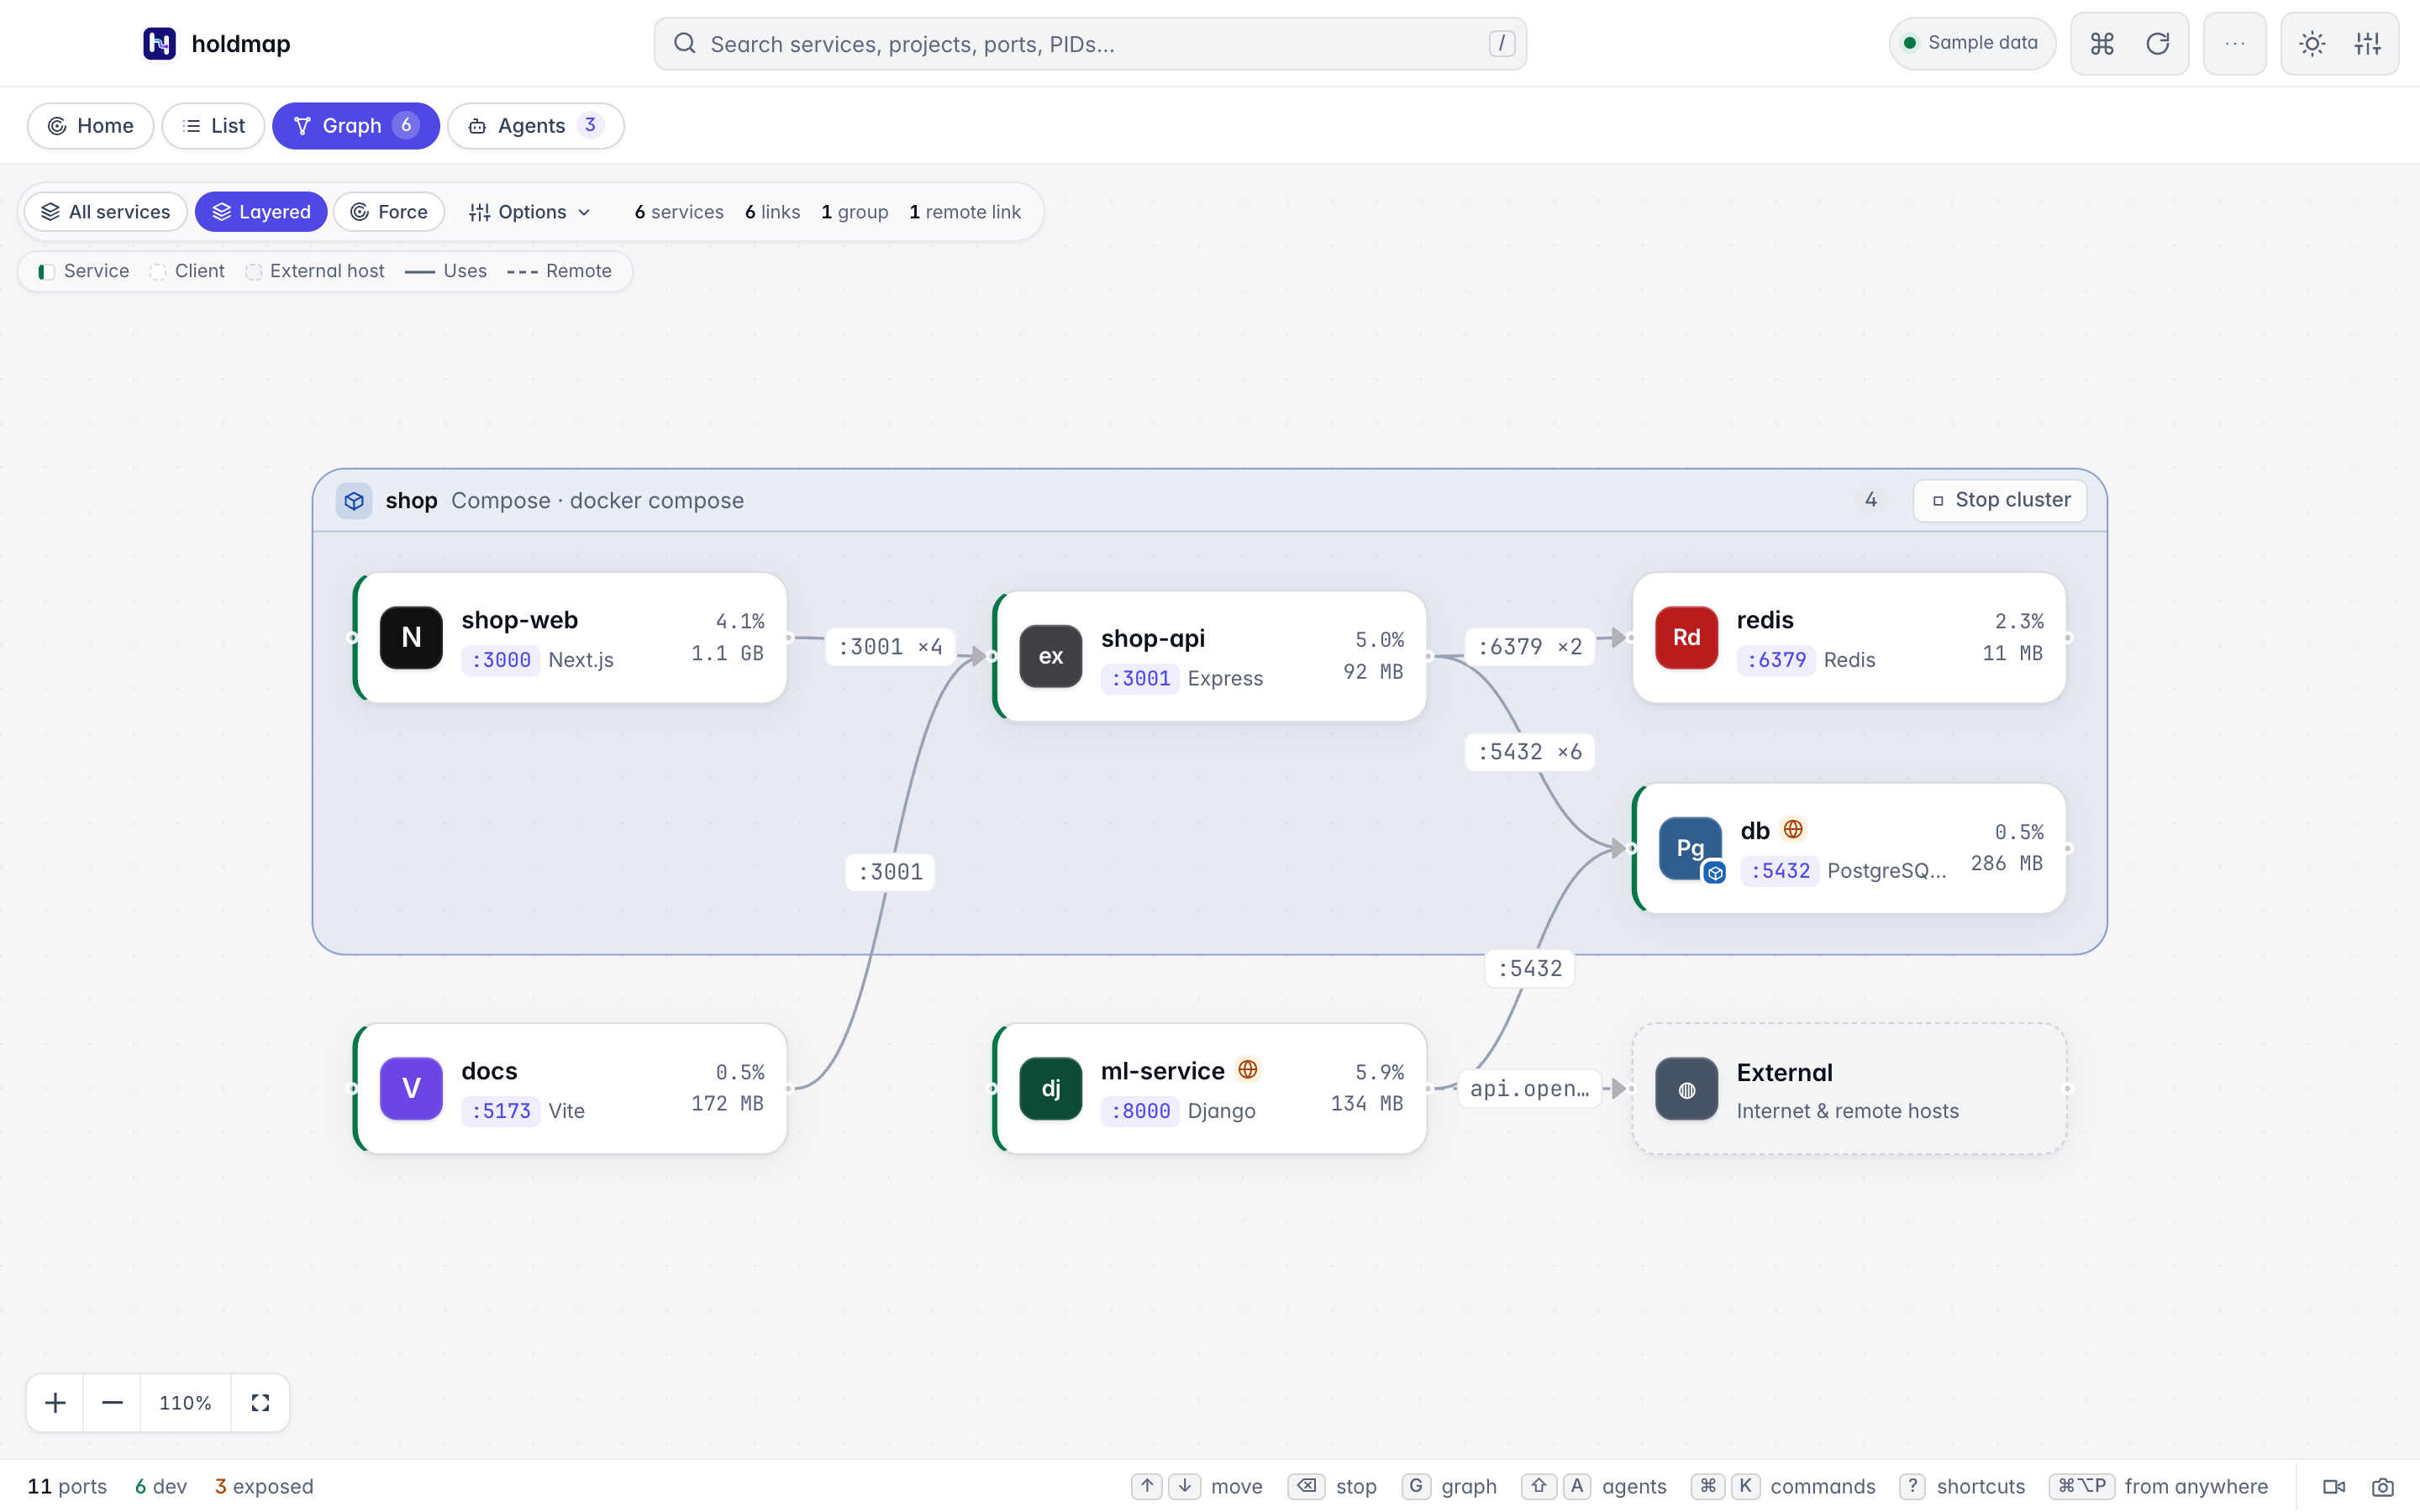 holdmap
Search services, projects, ports, PIDs...
/
Sample data
Home
List
Graph 6
Agents 3
All services
Layered
Force
Options
6 services 6 links 1 group 1 remote link
Service Client External host Uses Remote
shop Compose · docker compose
4
Stop cluster
N
shop-web
:3000 Next.js
4.1%
1.1 GB
:3001 ×4
ex
shop-api
:3001 Express
5.0%
92 MB
:6379 ×2
Rd
redis
:6379 Redis
2.3%
11 MB
:5432 ×6
Pg
db
:5432 PostgreSQ...
0.5%
286 MB
:3001
:5432
V
docs
:5173 Vite
0.5%
172 MB
dj
ml-service
:8000 Django
5.9%
134 MB
api.open...
External
Internet & remote hosts
110%
11 ports 6 dev 3 exposed
↑ ↓ move ⌫ stop G graph ⇧ A agents ⌘ K commands ? shortcuts ⌘⌥P from anywhere